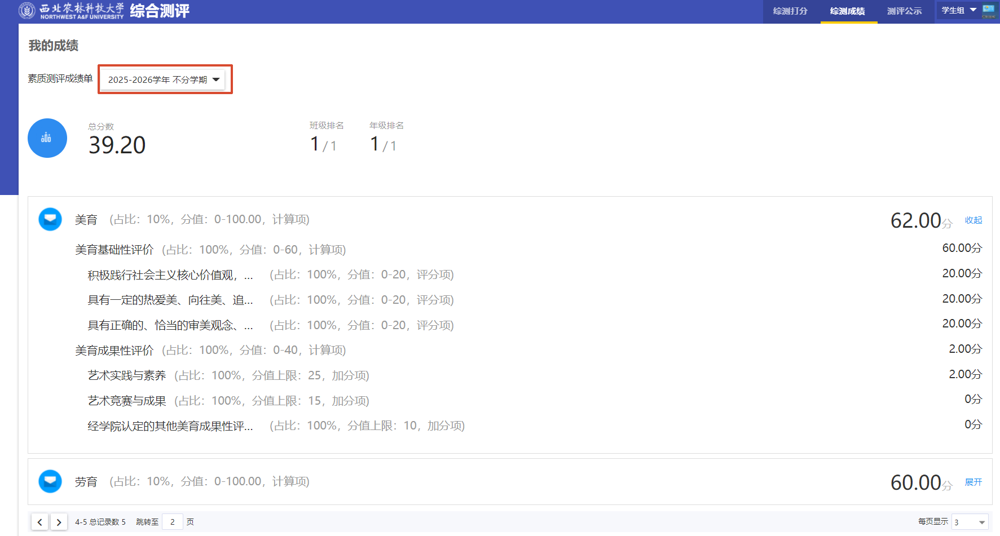 西北农林科技大学
NORTHWEST A&F UNIVERSITY
综合测评
综测打分 综测成绩 测评公示 学生组
我的成绩
素质测评成绩单 2025-2026学年 不分学期
总分数 班级排名 年级排名
39.20 1 / 1 1 / 1
美育 (占比：10%，分值：0-100.00，计算项) 62.00分 收起
美育基础性评价 (占比：100%，分值：0-60，计算项) 60.00分
积极践行社会主义核心价值观，... (占比：100%，分值：0-20，评分项) 20.00分
具有一定的热爱美、向往美、追... (占比：100%，分值：0-20，评分项) 20.00分
具有正确的、恰当的审美观念、... (占比：100%，分值：0-20，评分项) 20.00分
美育成果性评价 (占比：100%，分值：0-40，计算项) 2.00分
艺术实践与素养 (占比：100%，分值上限：25，加分项) 2.00分
艺术竞赛与成果 (占比：100%，分值上限：15，加分项) 0分
经学院认定的其他美育成果性评... (占比：100%，分值上限：10，加分项) 0分
劳育 (占比：10%，分值：0-100.00，计算项) 60.00分 展开
4-5 总记录数 5 跳转至 2 页 每页显示 3